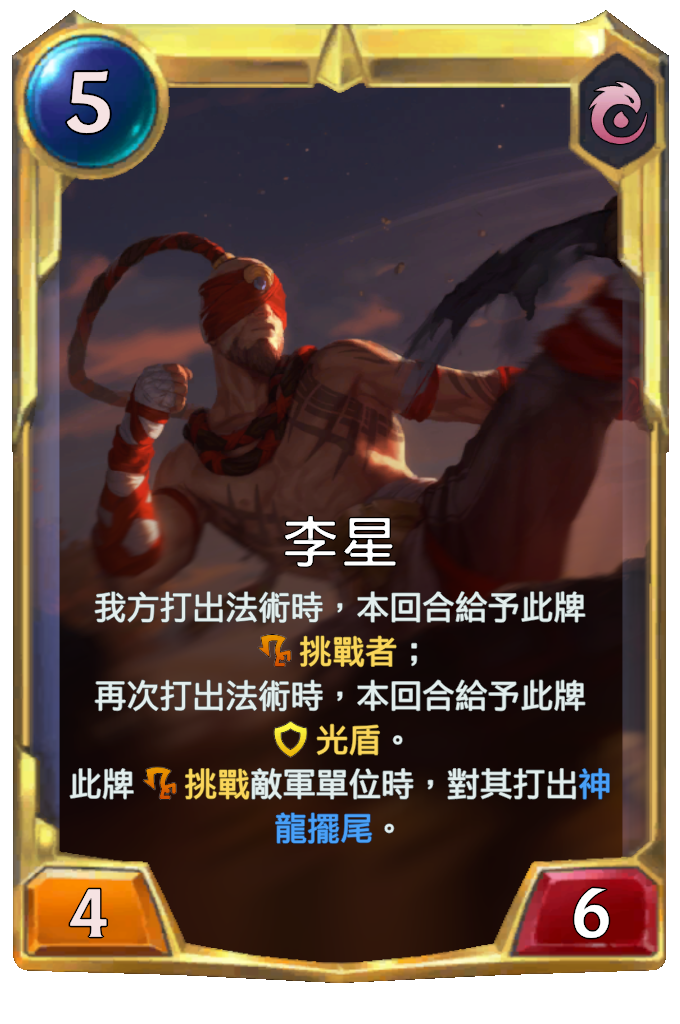 5
李星
我方打出法術時，本回合給予此牌
挑戰者；
再次打出法術時，本回合給予此牌
光盾。
此牌 挑戰敵軍單位時，對其打出神
龍擺尾。
4
6